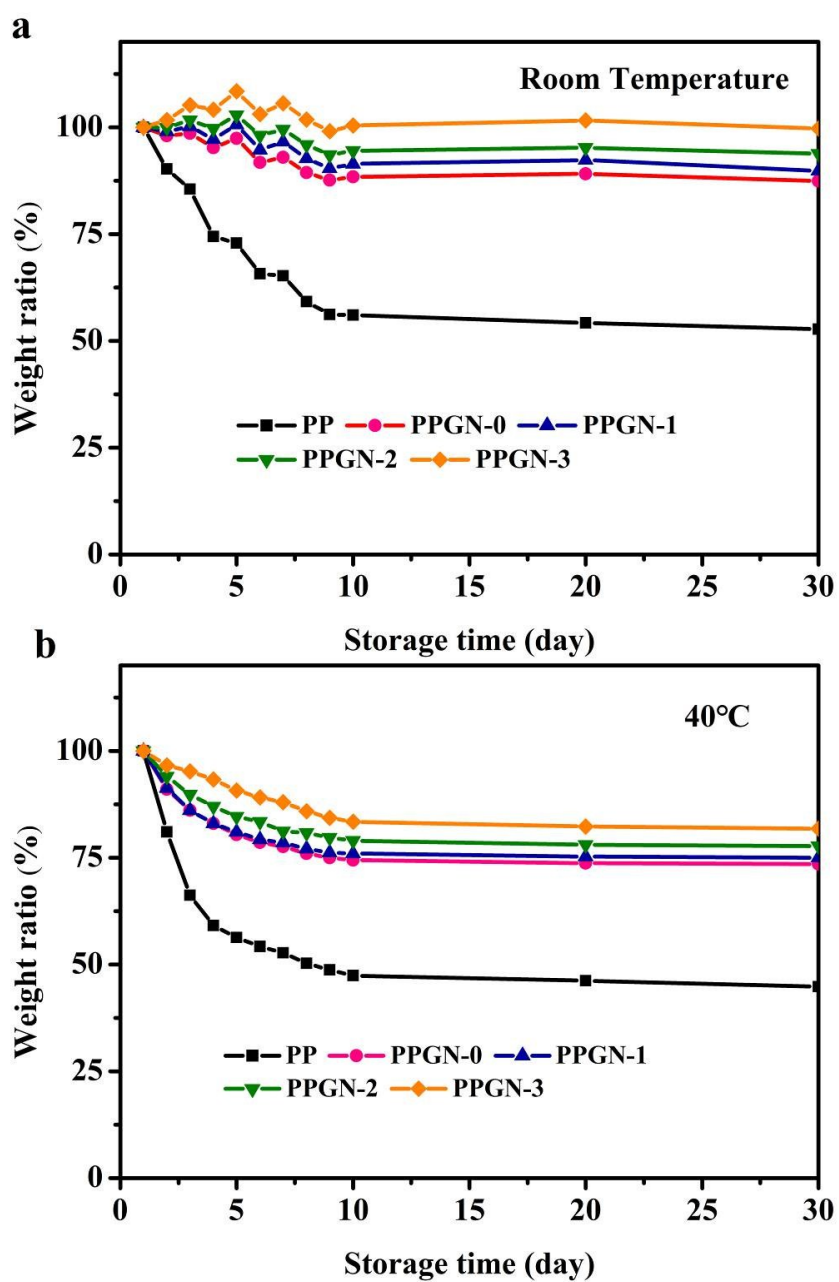 a
Room Temperature
100
75
50
25
0
Weight ratio (%)
PP PPGN-0 PPGN-1
PPGN-2 PPGN-3
0 5 10 15 20 25 30
Storage time (day)
b
40°C
100
75
50
25
0
Weight ratio (%)
PP PPGN-0 PPGN-1
PPGN-2 PPGN-3
0 5 10 15 20 25 30
Storage time (day)